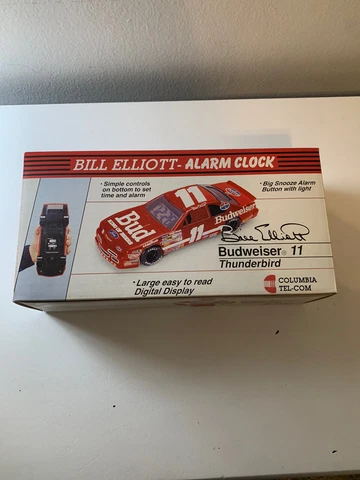 BILL ELLIOTT- ALARM CLOCK
• Simple controls
on bottom to set
time and alarm
• Big Snooze Alarm
Button with light
11
Bud
Budweiser
11
Bill Elliott
Budweiser® 11
Thunderbird
• Large easy to read
Digital Display
COLUMBIA
TEL-COM